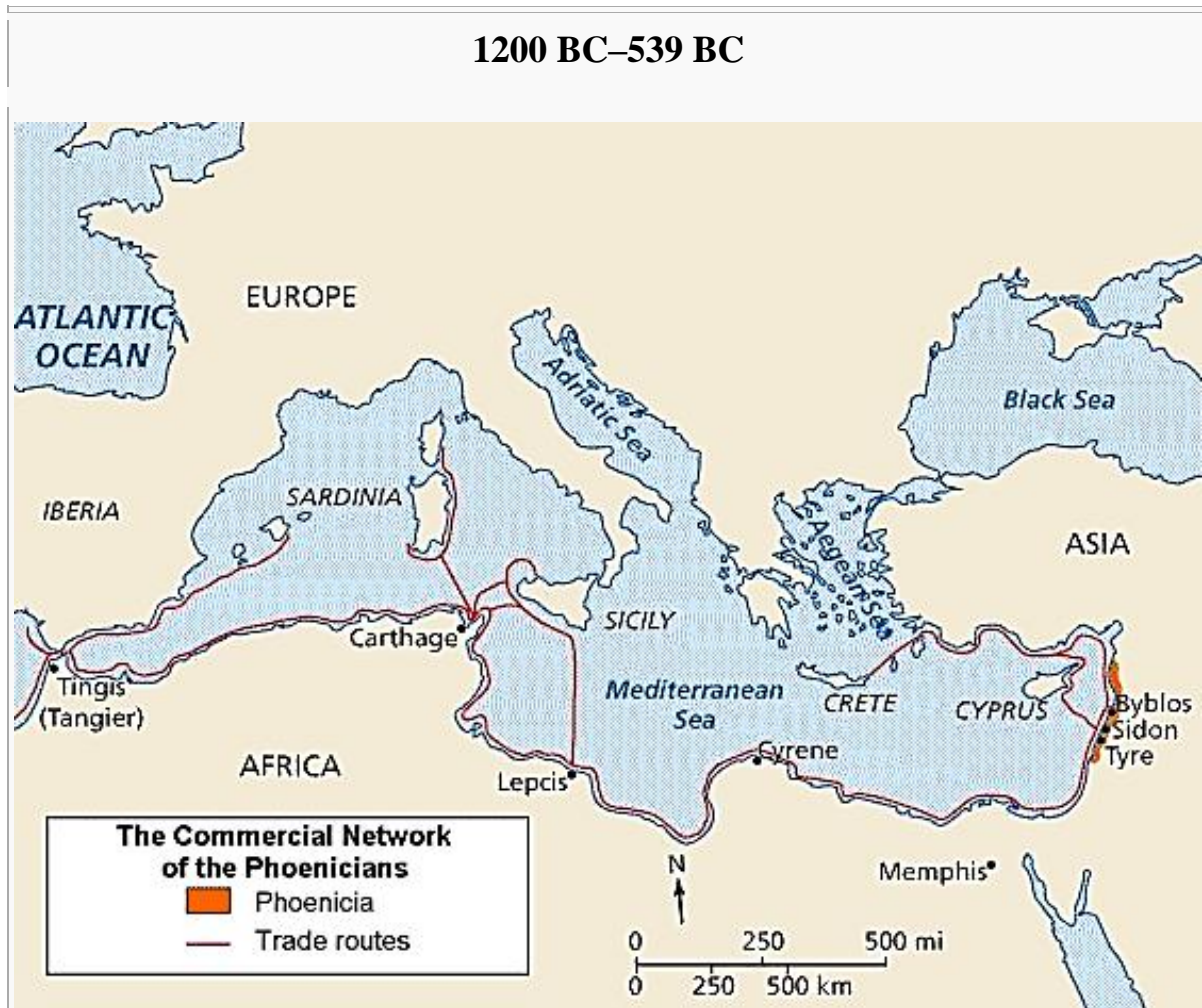 1200 BC–539 BC
EUROPE
ATLANTIC
OCEAN
Adriatic Sea
Black Sea
IBERIA
SARDINIA
Aegean Sea
ASIA
Carthage
SICILY
Tingis
(Tangier)
Mediterranean
Sea
CRETE
CYPRUS
Byblos
Sidon
Tyre
AFRICA
Lepcis
Cyrene
The Commercial Network
of the Phoenicians
Phoenicia
Trade routes
N
Memphis
0 250 500 mi
0 250 500 km